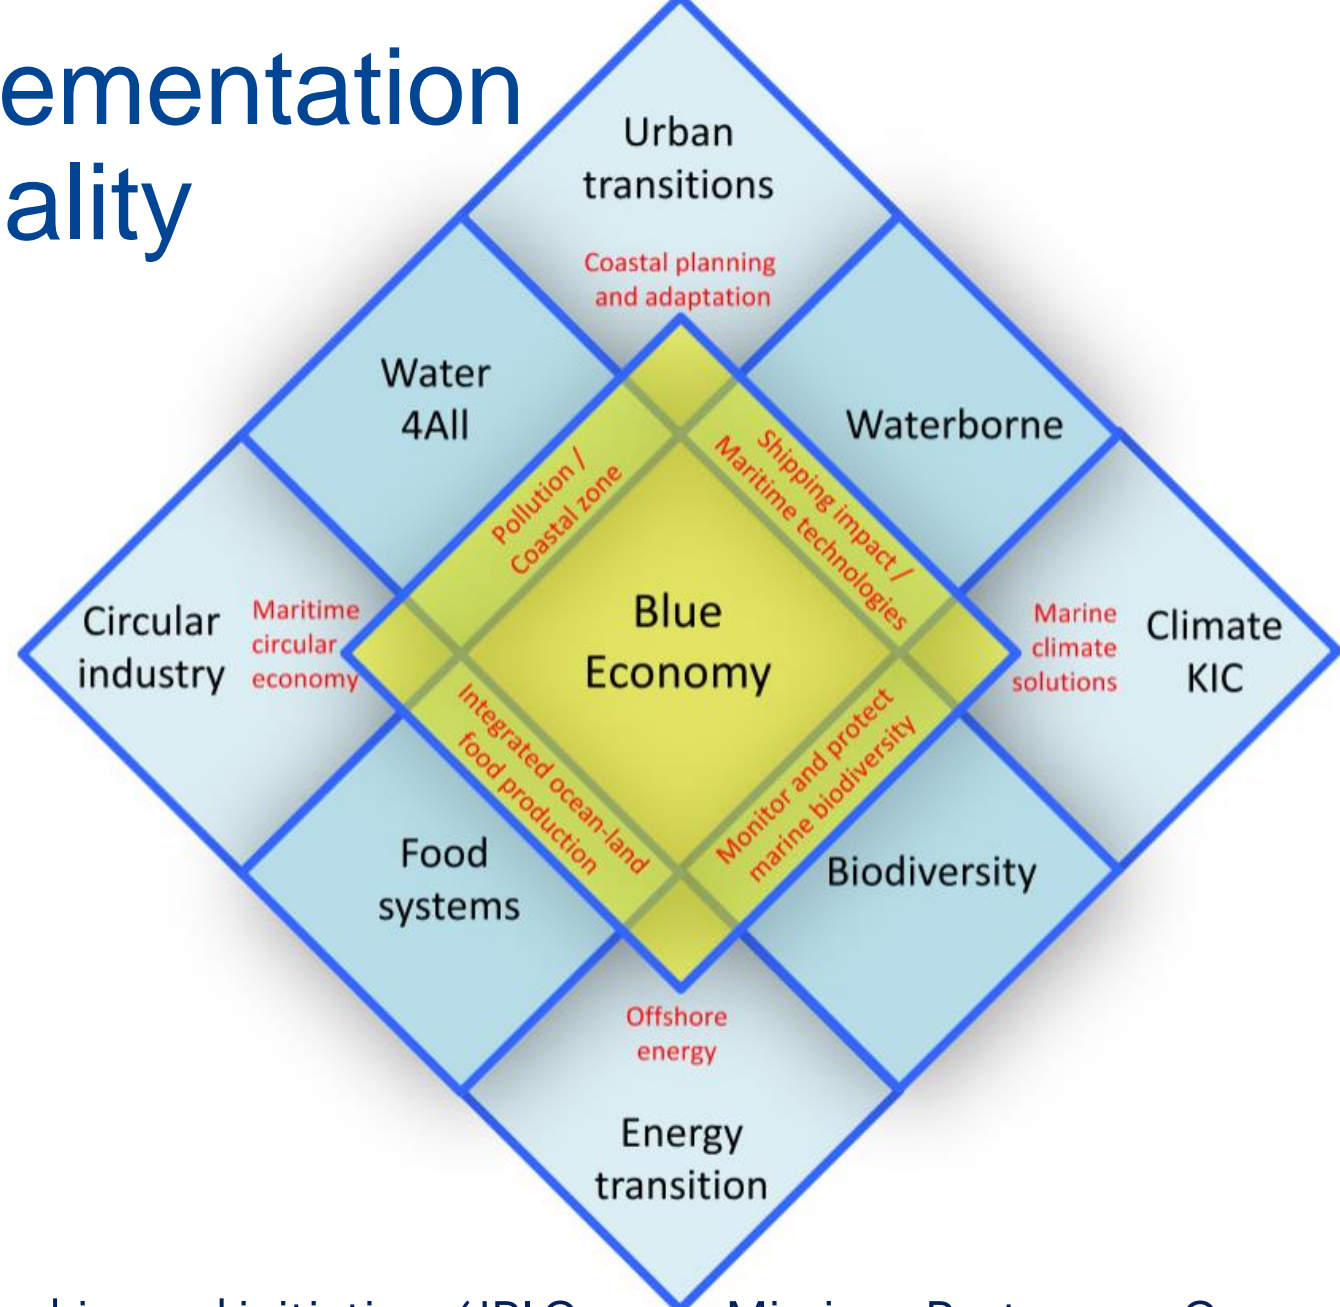 ementation
ality
Urban
transitions
Coastal planning
and adaptation
Water
4All
Waterborne
Pollution /
Coastal zone
Shipping impact /
Maritime technologies
Circular
industry
Maritime
circular
economy
Blue
Economy
Marine
climate
solutions
Climate
KIC
Integrated ocean-land
food production
Monitor and protect
marine biodiversity
Food
systems
Biodiversity
Offshore
energy
Energy
transition